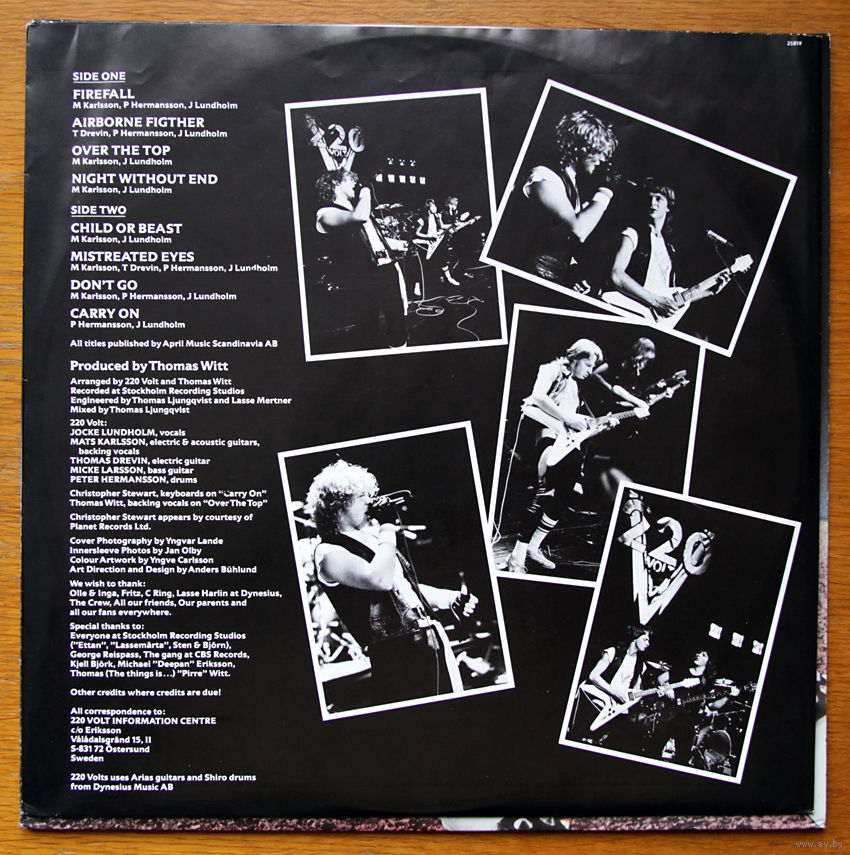 25819
SIDE ONE
FIREFALL
M Karlsson, P Hermansson, J Lundholm
AIRBORNE FIGTHER
T Drevin, P Hermansson, J Lundholm
OVER THE TOP
M Karlsson, J Lundholm
NIGHT WITHOUT END
M Karlsson, J Lundholm
SIDE TWO
CHILD OR BEAST
M Karlsson, J Lundholm
MISTREATED EYES
M Karlsson, T Drevin, P Hermansson, J Lundholm
DON'T GO
M Karlsson, P Hermansson, J Lundholm
CARRY ON
P Hermansson, J Lundholm
All titles published by April Music Scandinavia AB
Produced by Thomas Witt
Arranged by 220 Volt and Thomas Witt
Recorded at Stockholm Recording Studios
Engineered by Thomas Ljungqvist and Lasse Mertner
Mixed by Thomas Ljungqvist
220 Volt:
JOCKE LUNDHOLM, vocals
MATS KARLSSON, electric & acoustic guitars,
backing vocals
THOMAS DREVIN, electric guitar
MICKE LARSSON, bass guitar
PETER HERMANSSON, drums
Christopher Stewart, keyboards on "Carry On"
Thomas Witt, backing vocals on "Over The Top"
Christopher Stewart appears by courtesy of
Planet Records Ltd.
Cover Photography by Yngvar Lande
Innersleeve Photos by Jan Olby
Colour Artwork by Yngve Carlsson
Art Direction and Design by Anders Bühlund
We wish to thank:
Olle & Inga, Fritz, C Ring, Lasse Harlin at Dynesius,
The Crew, All our friends, Our parents and
all our fans everywhere.
Special thanks to:
Everyone at Stockholm Recording Studios
("Ettan", "Lassemärta", Sten & Björn),
George Reispass, The gang at CBS Records,
Kjell Björk, Michael "Deepan" Eriksson,
Thomas (The things is...) "Pirre" Witt.
Other credits where credits are due!
All correspondence to:
220 VOLT INFORMATION CENTRE
c/o Eriksson
Vålådalsgränd 15, II
S-831 72 Östersund
Sweden
220 Volts uses Arias guitars and Shiro drums
from Dynesius Music AB
220
VOLT
220
VOLT
www.ay.by